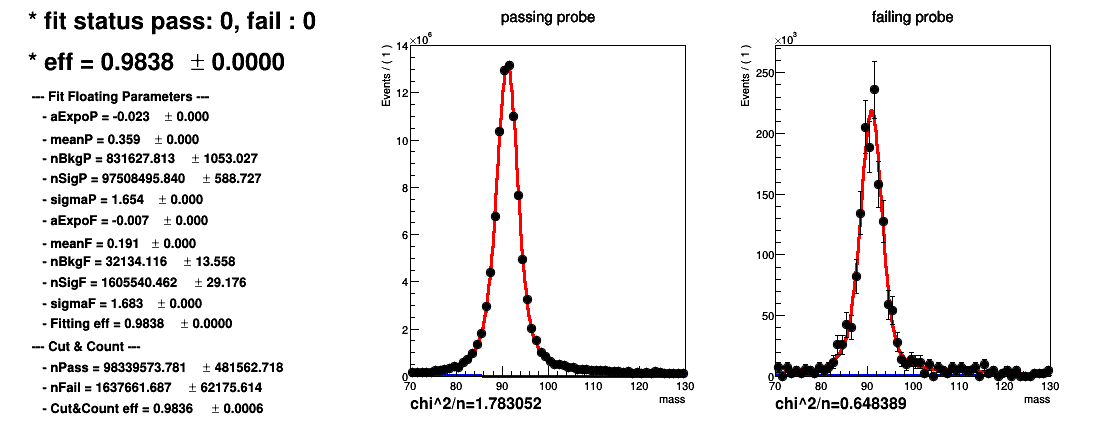 * fit status pass: 0, fail : 0
* eff = 0.9838 ± 0.0000
--- Fit Floating Parameters ---
- aExpoP = -0.023 ± 0.000
- meanP = 0.359 ± 0.000
- nBkgP = 831627.813 ± 1053.027
- nSigP = 97508495.840 ± 588.727
- sigmaP = 1.654 ± 0.000
- aExpoF = -0.007 ± 0.000
- meanF = 0.191 ± 0.000
- nBkgF = 32134.116 ± 13.558
- nSigF = 1605540.462 ± 29.176
- sigmaF = 1.683 ± 0.000
- Fitting eff = 0.9838 ± 0.0000
--- Cut & Count ---
- nPass = 98339573.781 ± 481562.718
- nFail = 1637661.687 ± 62175.614
- Cut&Count eff = 0.9836 ± 0.0006
passing probe
×10⁶
Events / ( 1 )
14
12
10
8
6
4
2
0
70 80 90 100 110 120 130
mass
chi^2/n=1.783052
failing probe
×10³
Events / ( 1 )
250
200
150
100
50
0
70 80 90 100 110 120 130
mass
chi^2/n=0.648389